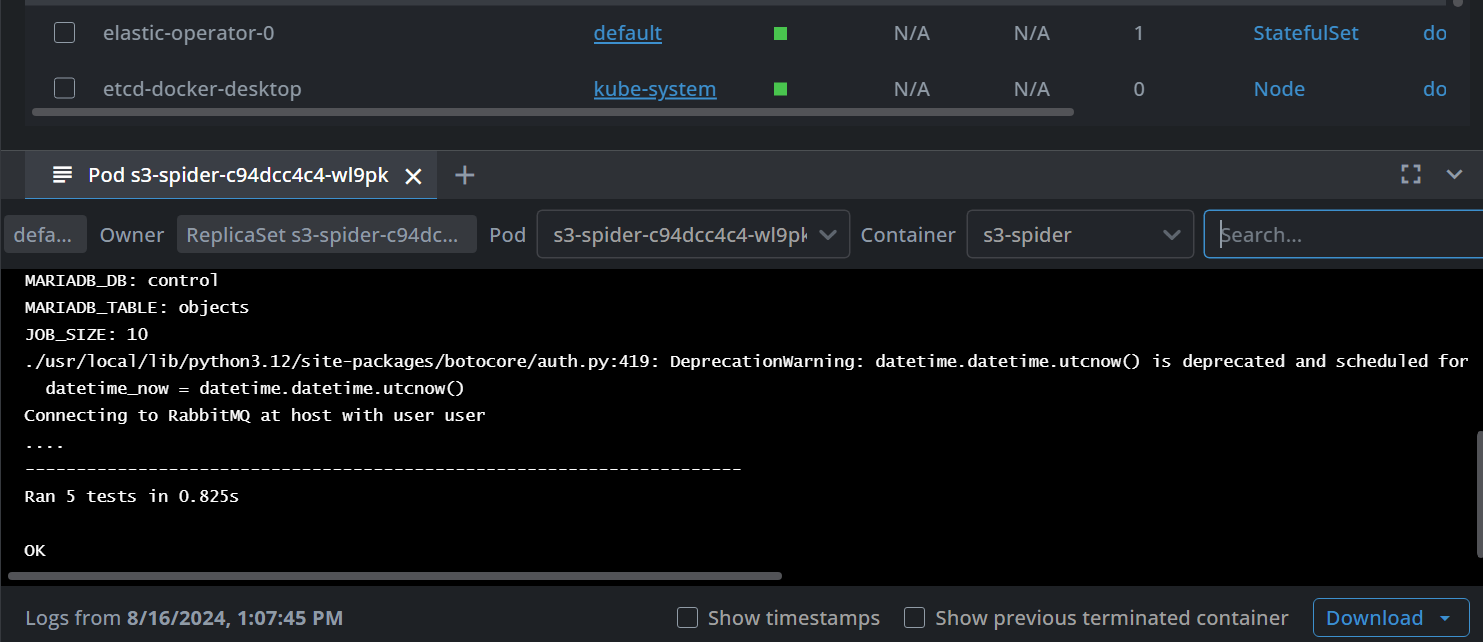 elastic-operator-0 default N/A N/A 1 StatefulSet do
etcd-docker-desktop kube-system N/A N/A 0 Node do
Pod s3-spider-c94dcc4c4-wl9pk
defa... Owner ReplicaSet s3-spider-c94dc... Pod s3-spider-c94dcc4c4-wl9pk Container s3-spider Search...
MARIADB_DB: control
MARIADB_TABLE: objects
JOB_SIZE: 10
./usr/local/lib/python3.12/site-packages/botocore/auth.py:419: DeprecationWarning: datetime.datetime.utcnow() is deprecated and scheduled for
datetime_now = datetime.datetime.utcnow()
Connecting to RabbitMQ at host with user user
....
----------------------------------------------------------------------
Ran 5 tests in 0.825s
OK
Logs from 8/16/2024, 1:07:45 PM Show timestamps Show previous terminated container Download